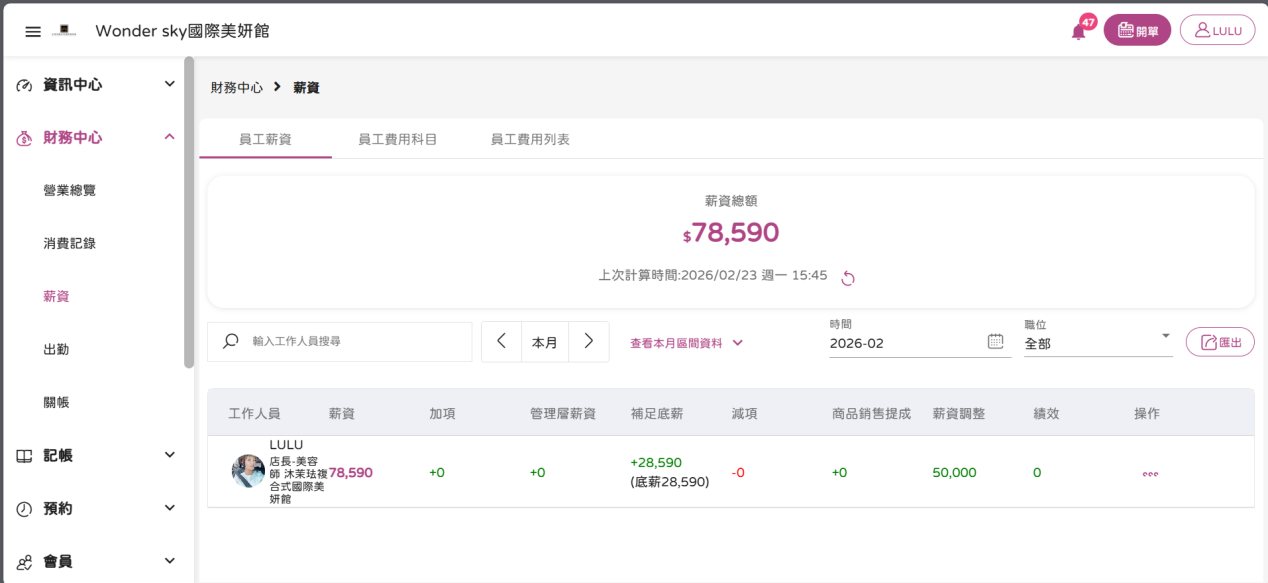 Wonder sky國際美妍館
47
開單
LULU
資訊中心
財務中心
營業總覽
消費記錄
薪資
出勤
關帳
記帳
預約
會員
財務中心
薪資
員工薪資
員工費用科目
員工費用列表
薪資總額
$78,590
上次計算時間:2026/02/23 週一 15:45
輸入工作人員搜尋
本月
查看本月區間資料
時間
2026-02
職位
全部
匯出
工作人員 薪資 加項 管理層薪資 補足底薪 減項 商品銷售提成 薪資調整 績效 操作
LULU
店長-美容
師 沐茉琺複
合式國際美
妍館
78,590
+0
+0
+28,590
(底薪28,590)
-0
+0
50,000
0